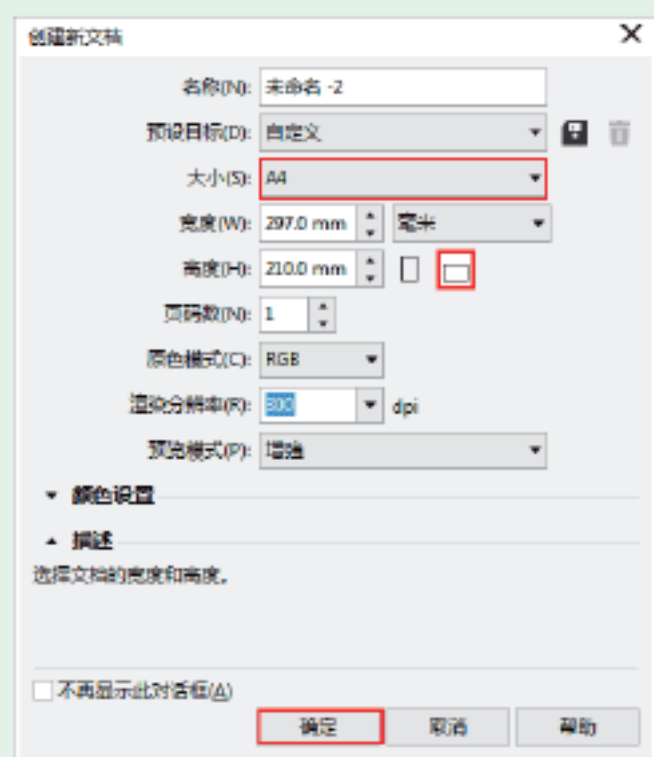 创建新文档
名称(N): 未命名 -2
预设目标(D): 自定义
大小(S): A4
宽度(W): 297.0 mm 毫米
高度(H): 210.0 mm
页码数(N): 1
原色模式(C): RGB
渲染分辨率(R): 300 dpi
预览模式(P): 增强
颜色设置
描述
选择文档的宽度和高度。
不再显示此对话框(A)
确定 取消 帮助